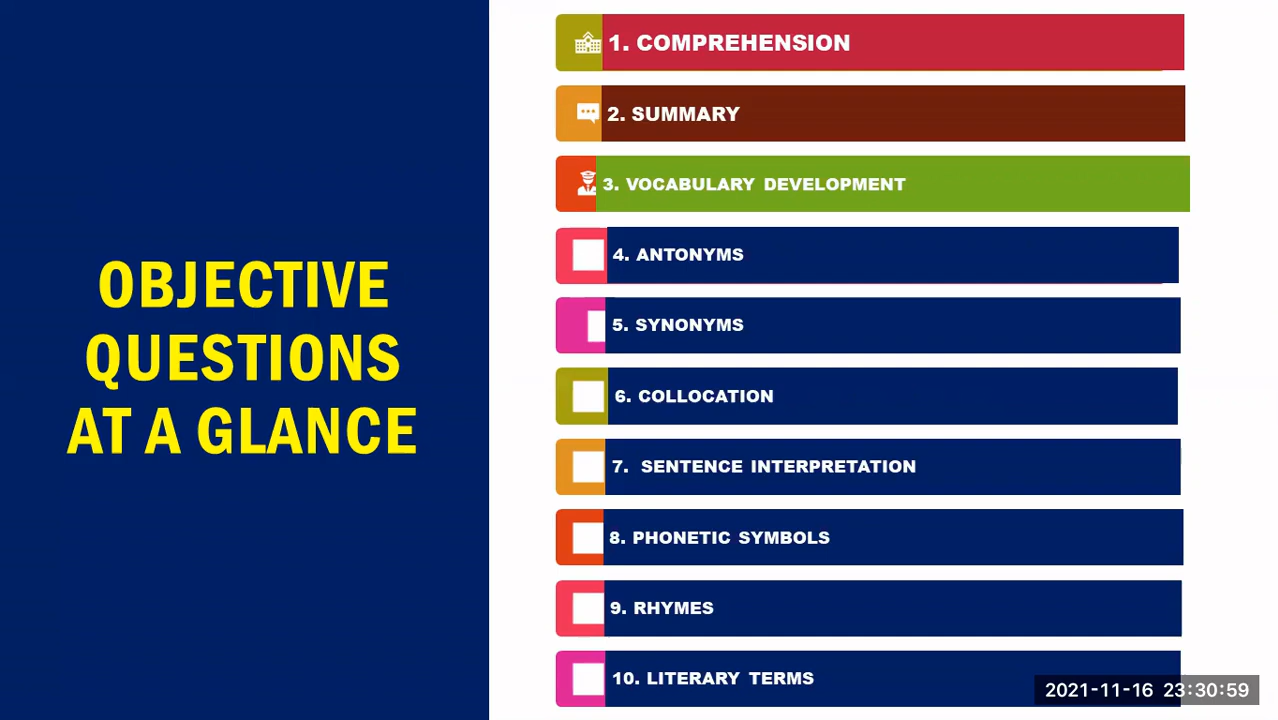 OBJECTIVE
QUESTIONS
AT A GLANCE
1. COMPREHENSION
2. SUMMARY
3. VOCABULARY DEVELOPMENT
4. ANTONYMS
5. SYNONYMS
6. COLLOCATION
7. SENTENCE INTERPRETATION
8. PHONETIC SYMBOLS
9. RHYMES
10. LITERARY TERMS
2021-11-16 23:30:59